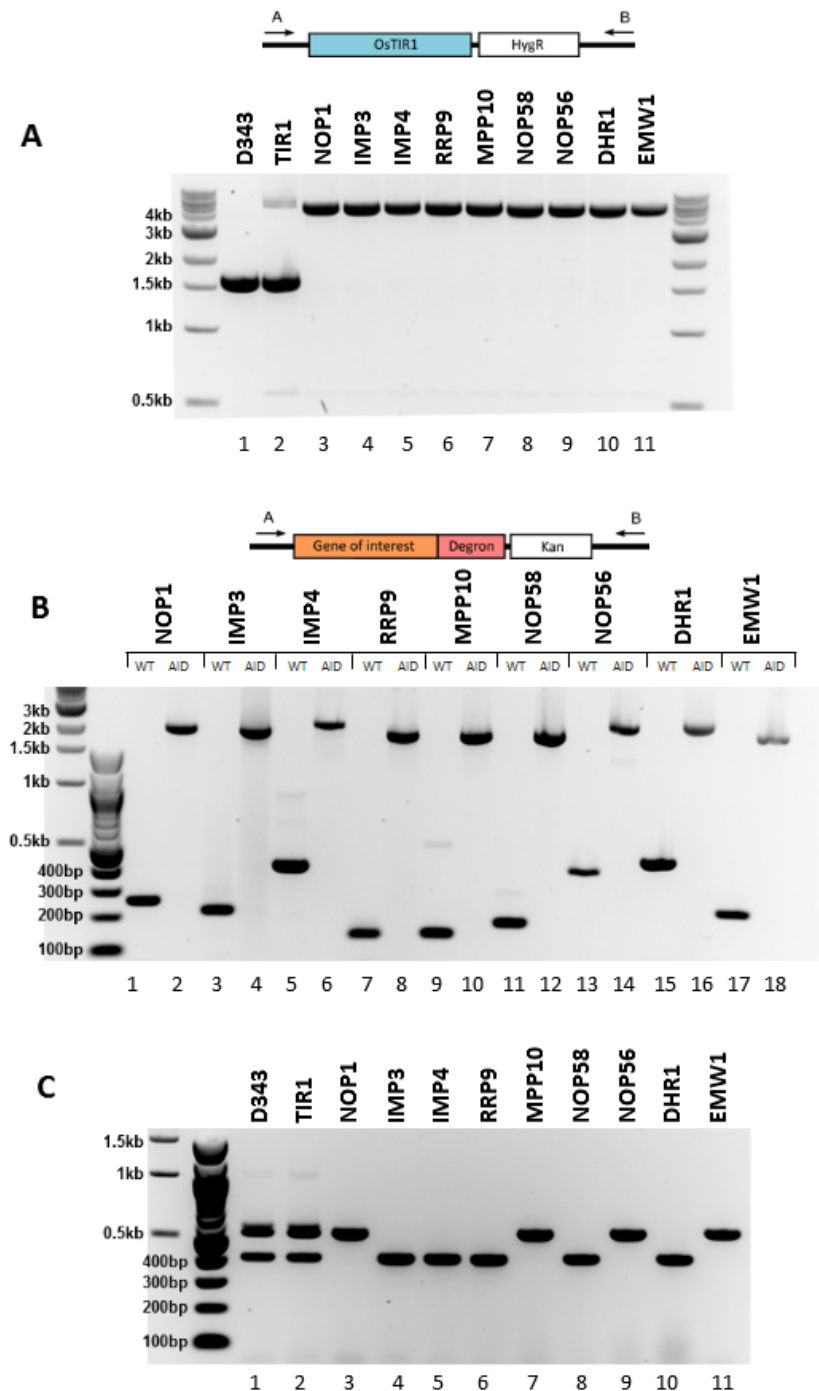 A B
OsTIR1 HygR
A
D343 TIR1 NOP1 IMP3 IMP4 RRP9 MPP10 NOP58 NOP56 DHR1 EMW1
4kb
3kb
2kb
1.5kb
1kb
0.5kb
1 2 3 4 5 6 7 8 9 10 11
A B
Gene of interest Degron Kan
B
NOP1 IMP3 IMP4 RRP9 MPP10 NOP58 NOP56 DHR1 EMW1
WT AID WT AID WT AID WT AID WT AID WT AID WT AID WT AID WT AID
3kb
2kb
1.5kb
1kb
0.5kb
400bp
300bp
200bp
100bp
1 2 3 4 5 6 7 8 9 10 11 12 13 14 15 16 17 18
C
D343 TIR1 NOP1 IMP3 IMP4 RRP9 MPP10 NOP58 NOP56 DHR1 EMW1
1.5kb
1kb
0.5kb
400bp
300bp
200bp
100bp
1 2 3 4 5 6 7 8 9 10 11